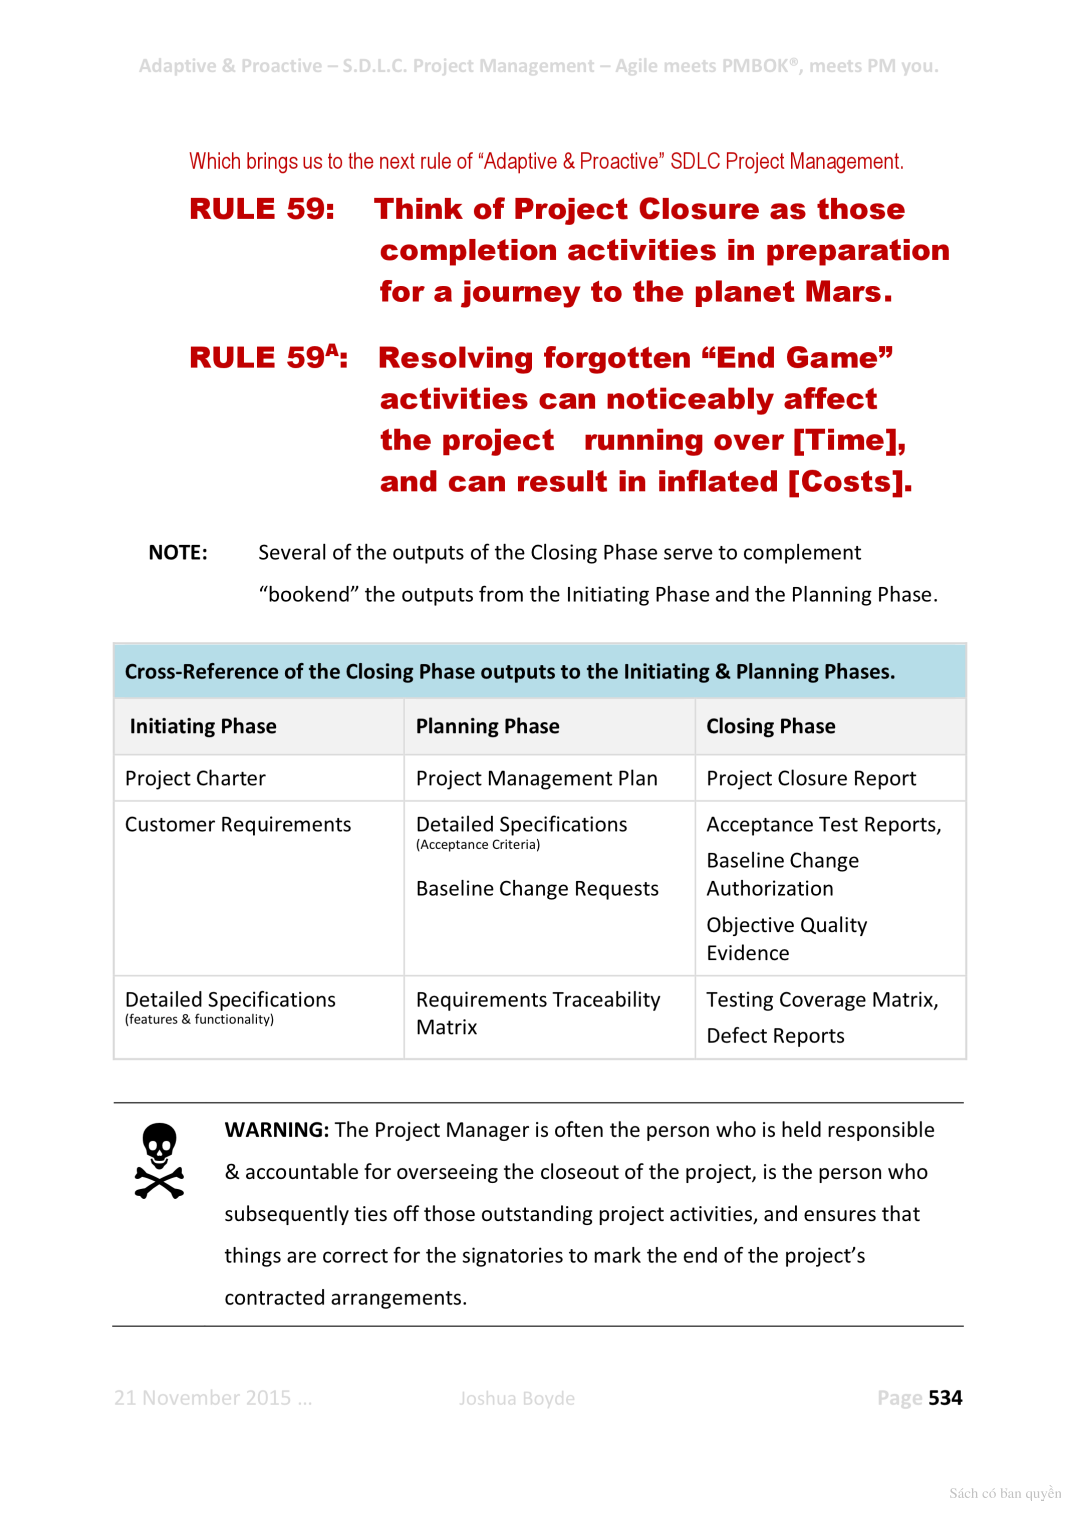 Adaptive & Proactive – S.D.L.C. Project Management – Agile meets PMBOK®, meets PM you.
Which brings us to the next rule of “Adaptive & Proactive” SDLC Project Management.
RULE 59: Think of Project Closure as those
completion activities in preparation
for a journey to the planet Mars.
RULE 59A: Resolving forgotten “End Game”
activities can noticeably affect
the project running over [Time],
and can result in inflated [Costs].
NOTE: Several of the outputs of the Closing Phase serve to complement
“bookend” the outputs from the Initiating Phase and the Planning Phase.
Cross-Reference of the Closing Phase outputs to the Initiating & Planning Phases.
Initiating Phase Planning Phase Closing Phase
Project Charter Project Management Plan Project Closure Report
Customer Requirements Detailed Specifications Acceptance Test Reports,
(Acceptance Criteria)
Baseline Change
Baseline Change Requests Authorization
Objective Quality
Evidence
Detailed Specifications Requirements Traceability Testing Coverage Matrix,
(features & functionality) Matrix
Defect Reports
WARNING: The Project Manager is often the person who is held responsible
& accountable for overseeing the closeout of the project, is the person who
subsequently ties off those outstanding project activities, and ensures that
things are correct for the signatories to mark the end of the project’s
contracted arrangements.
21 November 2015 … Joshua Boyde Page 534
Sách có bản quyền